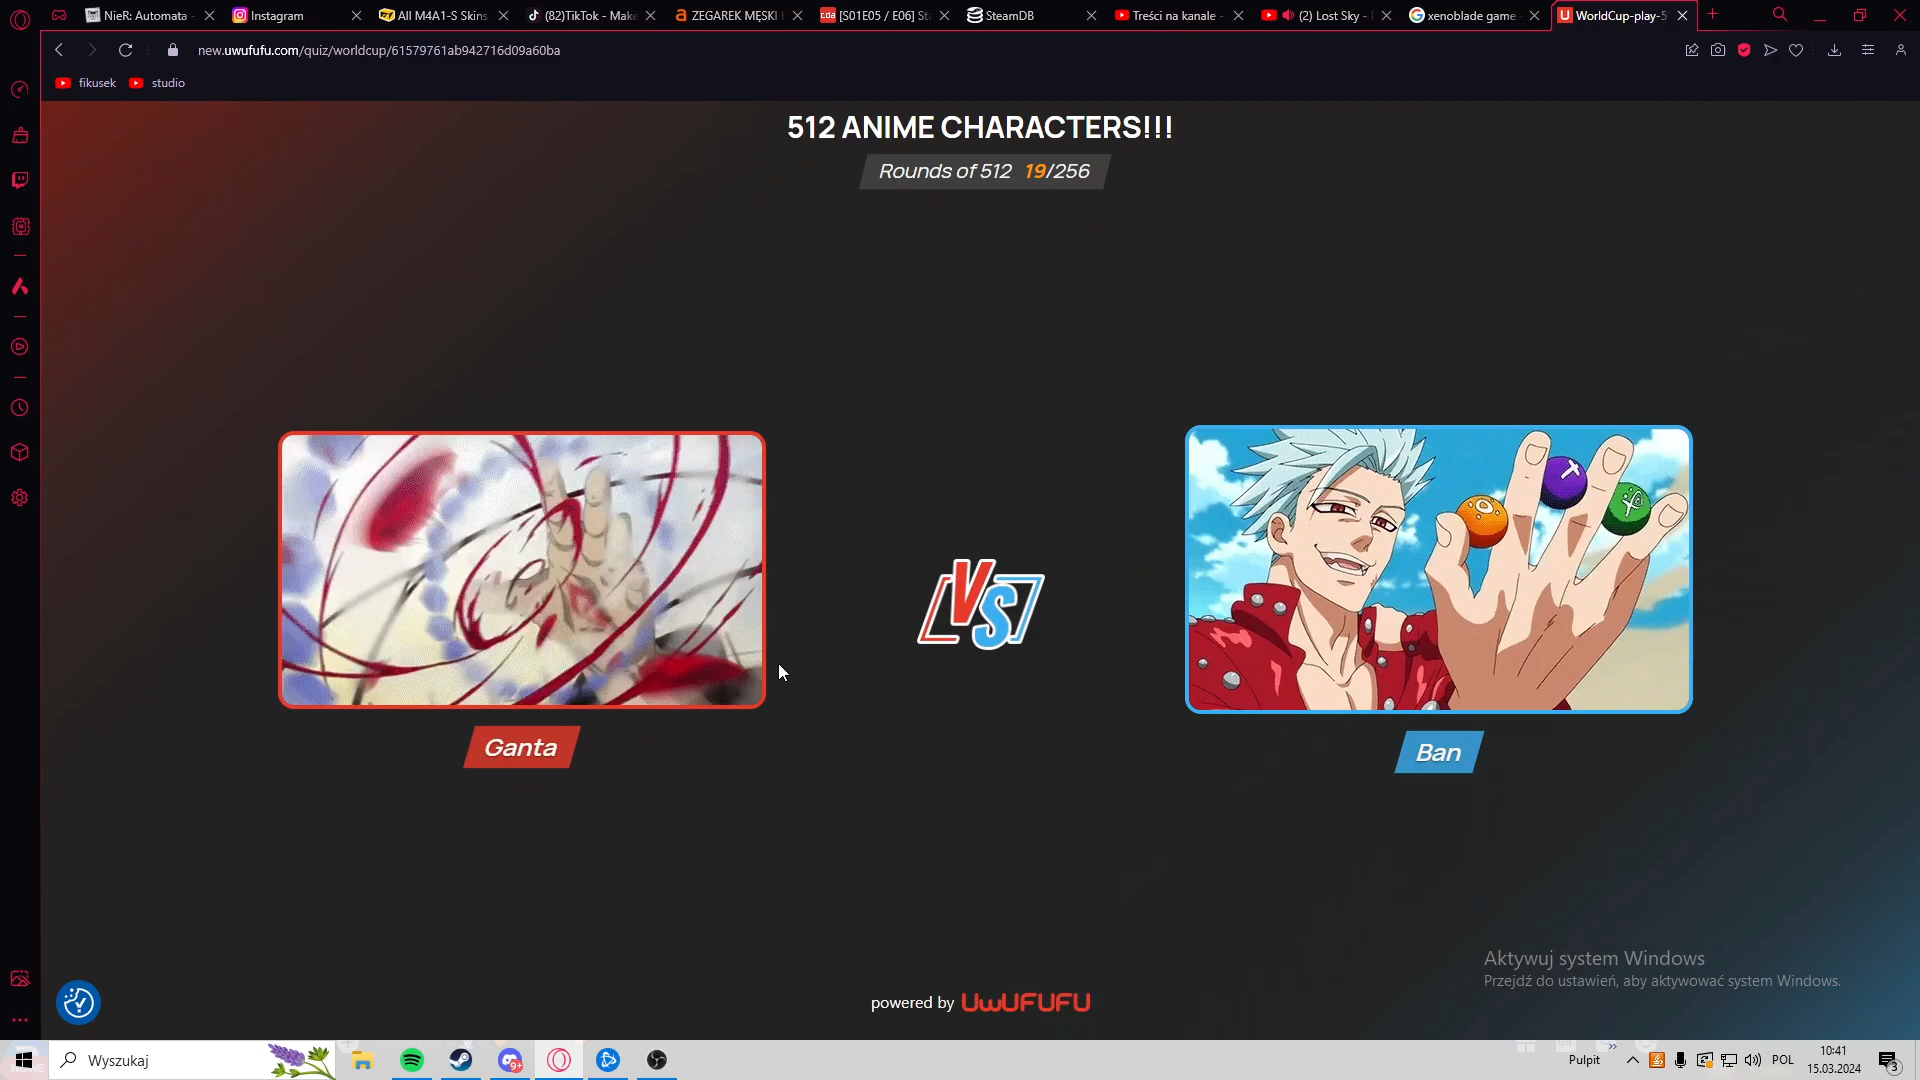 NieR: Automata -
Instagram
All M4A1-S Skins
(82)TikTok - Make
ZEGAREK MĘSKI
cda
[S01E05 / E06] St
SteamDB
Treści na kanale -
(2) Lost Sky -
xenoblade game -
WorldCup-play-5
new.uwufufu.com/quiz/worldcup/61579761ab942716d09a60ba
fikusek
studio
512 ANIME CHARACTERS!!!
Rounds of 512 19/256
VS
Ganta
Ban
Aktywuj system Windows
Przejdź do ustawień, aby aktywować system Windows.
powered by UwUFUFU
Wyszukaj
9+
Pulpit
POL
10:41
15.03.2024
3